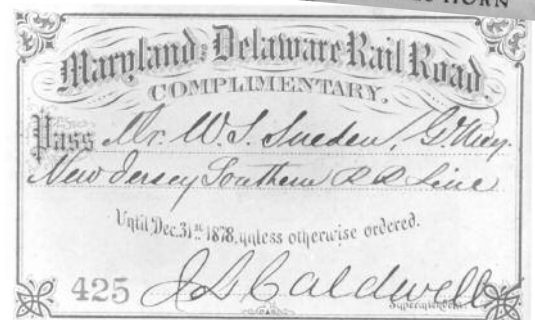 HORN
Maryland & Delaware Rail Road.
COMPLIMENTARY.
Pass Mr. W. S. Sneden,
New Jersey Southern R R Line
Until Dec. 31st 1878, unless otherwise ordered.
425 Caldwell
Superintendent.